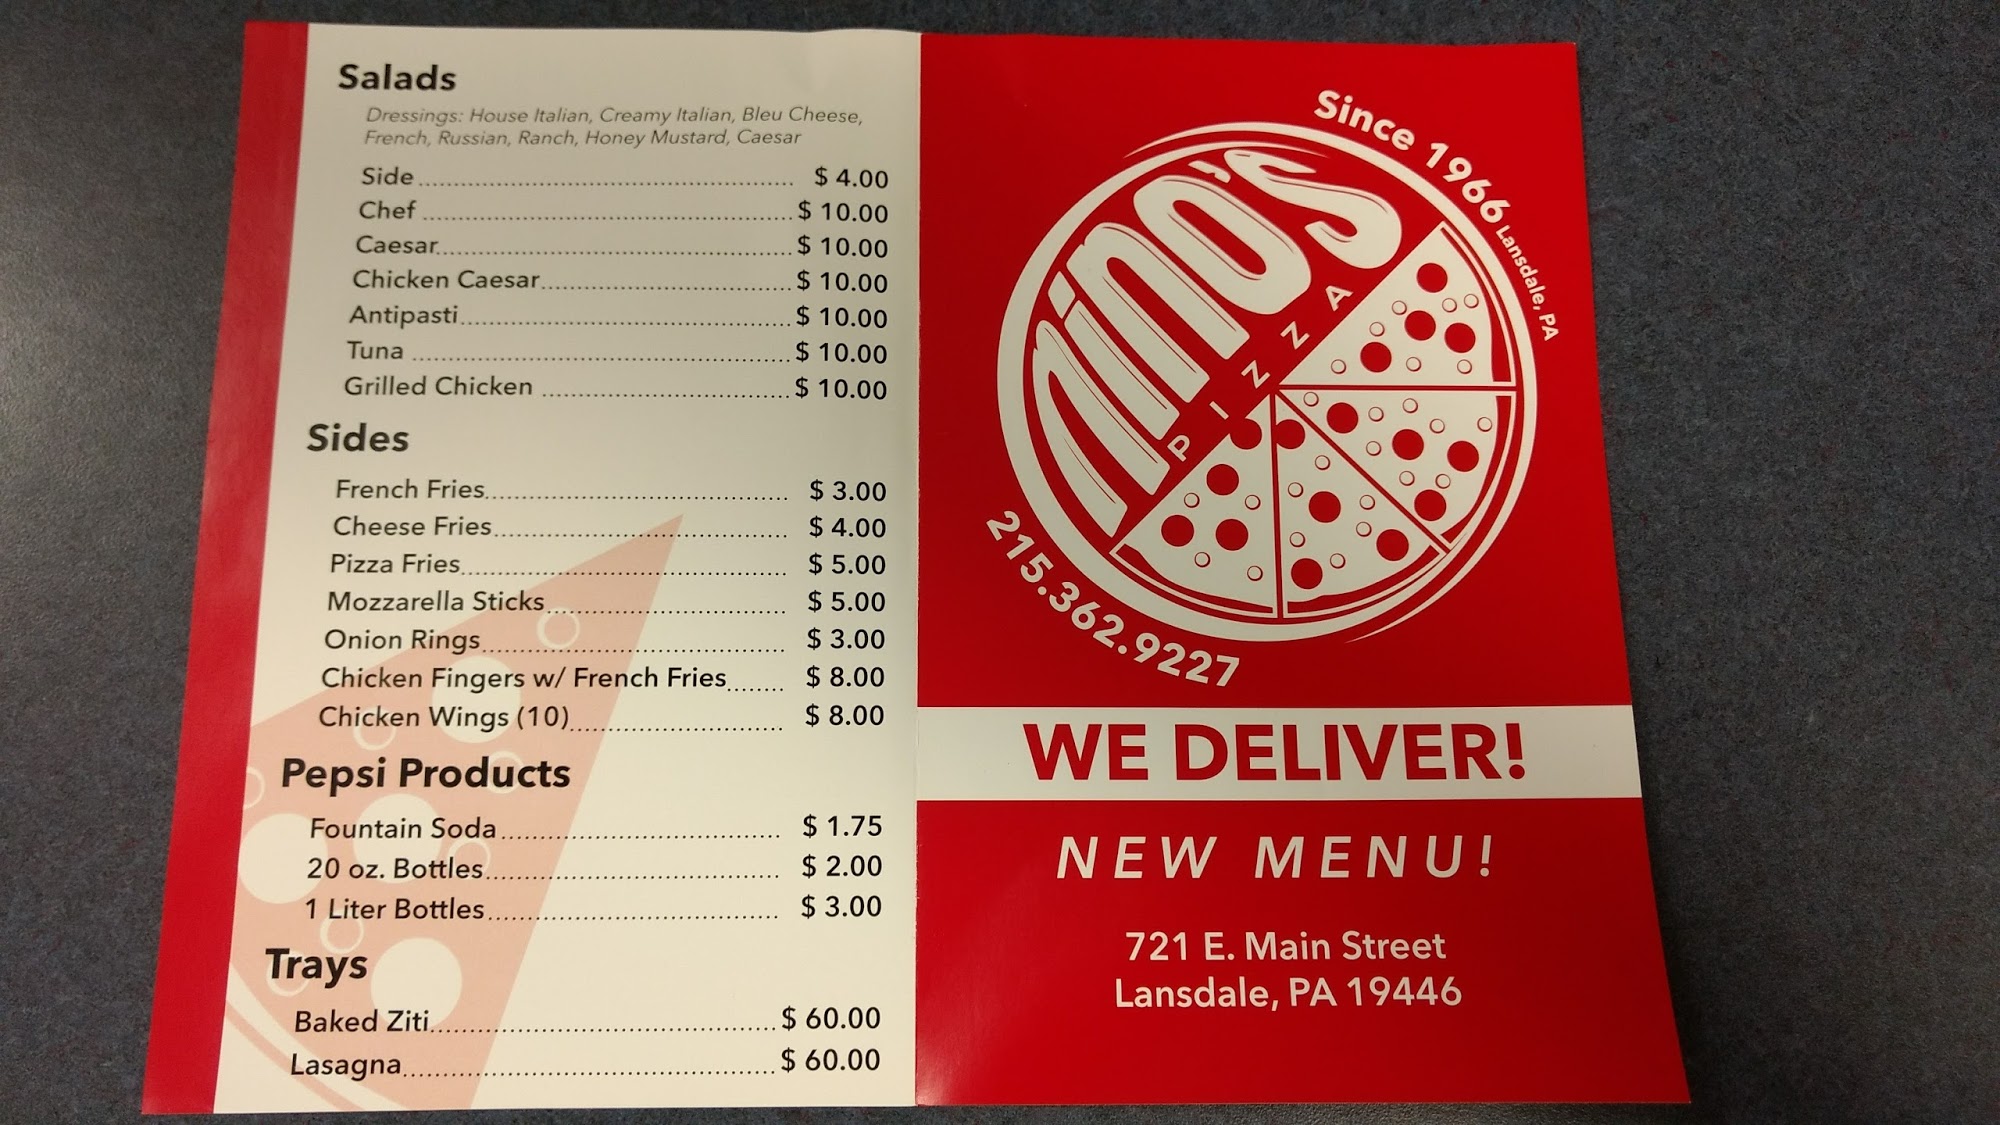 Salads
Dressings: House Italian, Creamy Italian, Bleu Cheese,
French, Russian, Ranch, Honey Mustard, Caesar
Side $ 4.00
Chef $ 10.00
Caesar $ 10.00
Chicken Caesar $ 10.00
Antipasti $ 10.00
Tuna $ 10.00
Grilled Chicken $ 10.00
Sides
French Fries $ 3.00
Cheese Fries $ 4.00
Pizza Fries $ 5.00
Mozzarella Sticks $ 5.00
Onion Rings $ 3.00
Chicken Fingers w/ French Fries $ 8.00
Chicken Wings (10) $ 8.00
Pepsi Products
Fountain Soda $ 1.75
20 oz. Bottles $ 2.00
1 Liter Bottles $ 3.00
Trays
Baked Ziti $ 60.00
Lasagna $ 60.00
Since 1966 Lansdale, PA
Zino's
PIZZA
215.362.9227
WE DELIVER!
NEW MENU!
721 E. Main Street
Lansdale, PA 19446